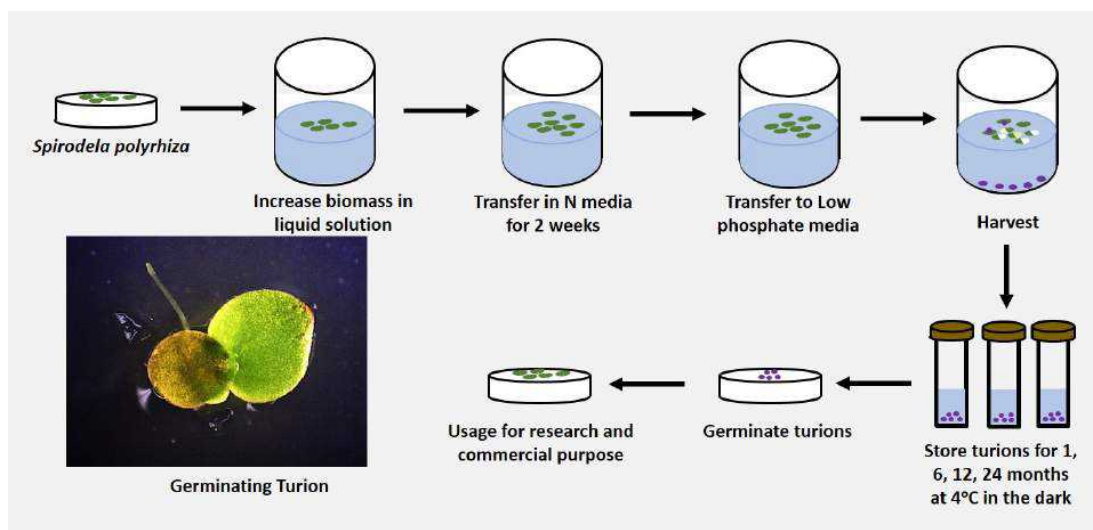 Spirodela polyrhiza
Increase biomass in
liquid solution
Transfer in N media
for 2 weeks
Transfer to Low
phosphate media
Harvest
Store turions for 1,
6, 12, 24 months
at 4°C in the dark
Germinate turions
Usage for research and
commercial purpose
Germinating Turion